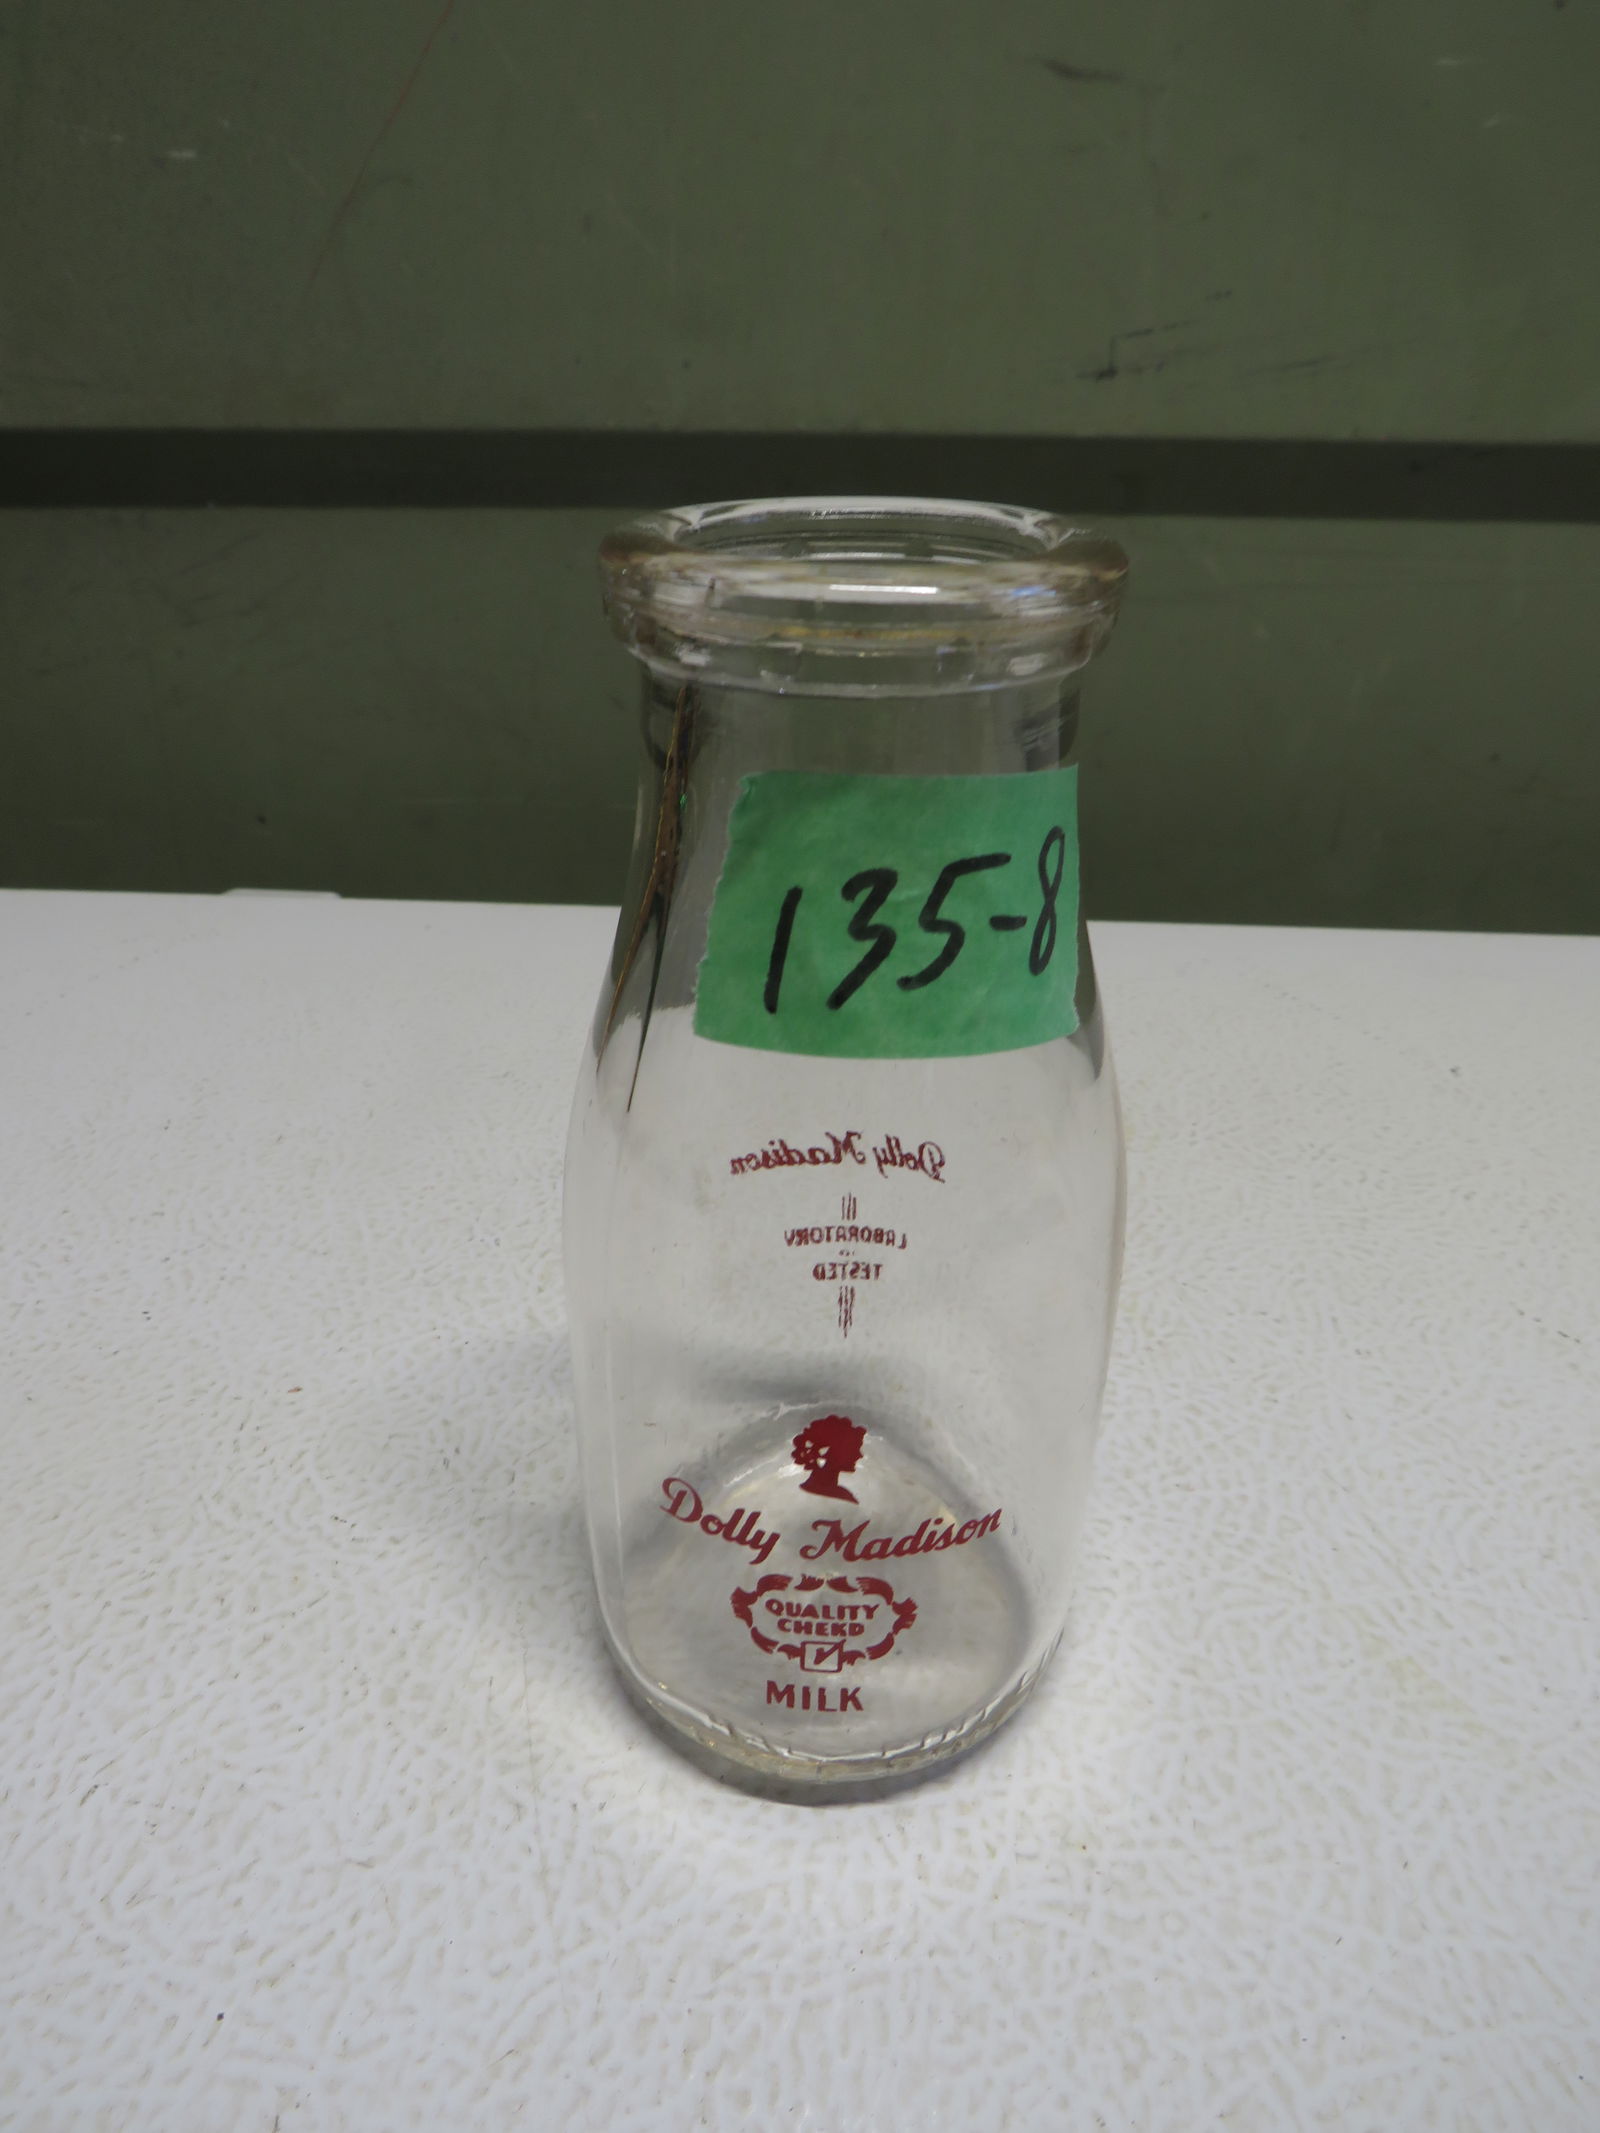 135-8
Dolly Madison
LABORATORY
TESTED
Dolly Madison
QUALITY
CHEKD
MILK